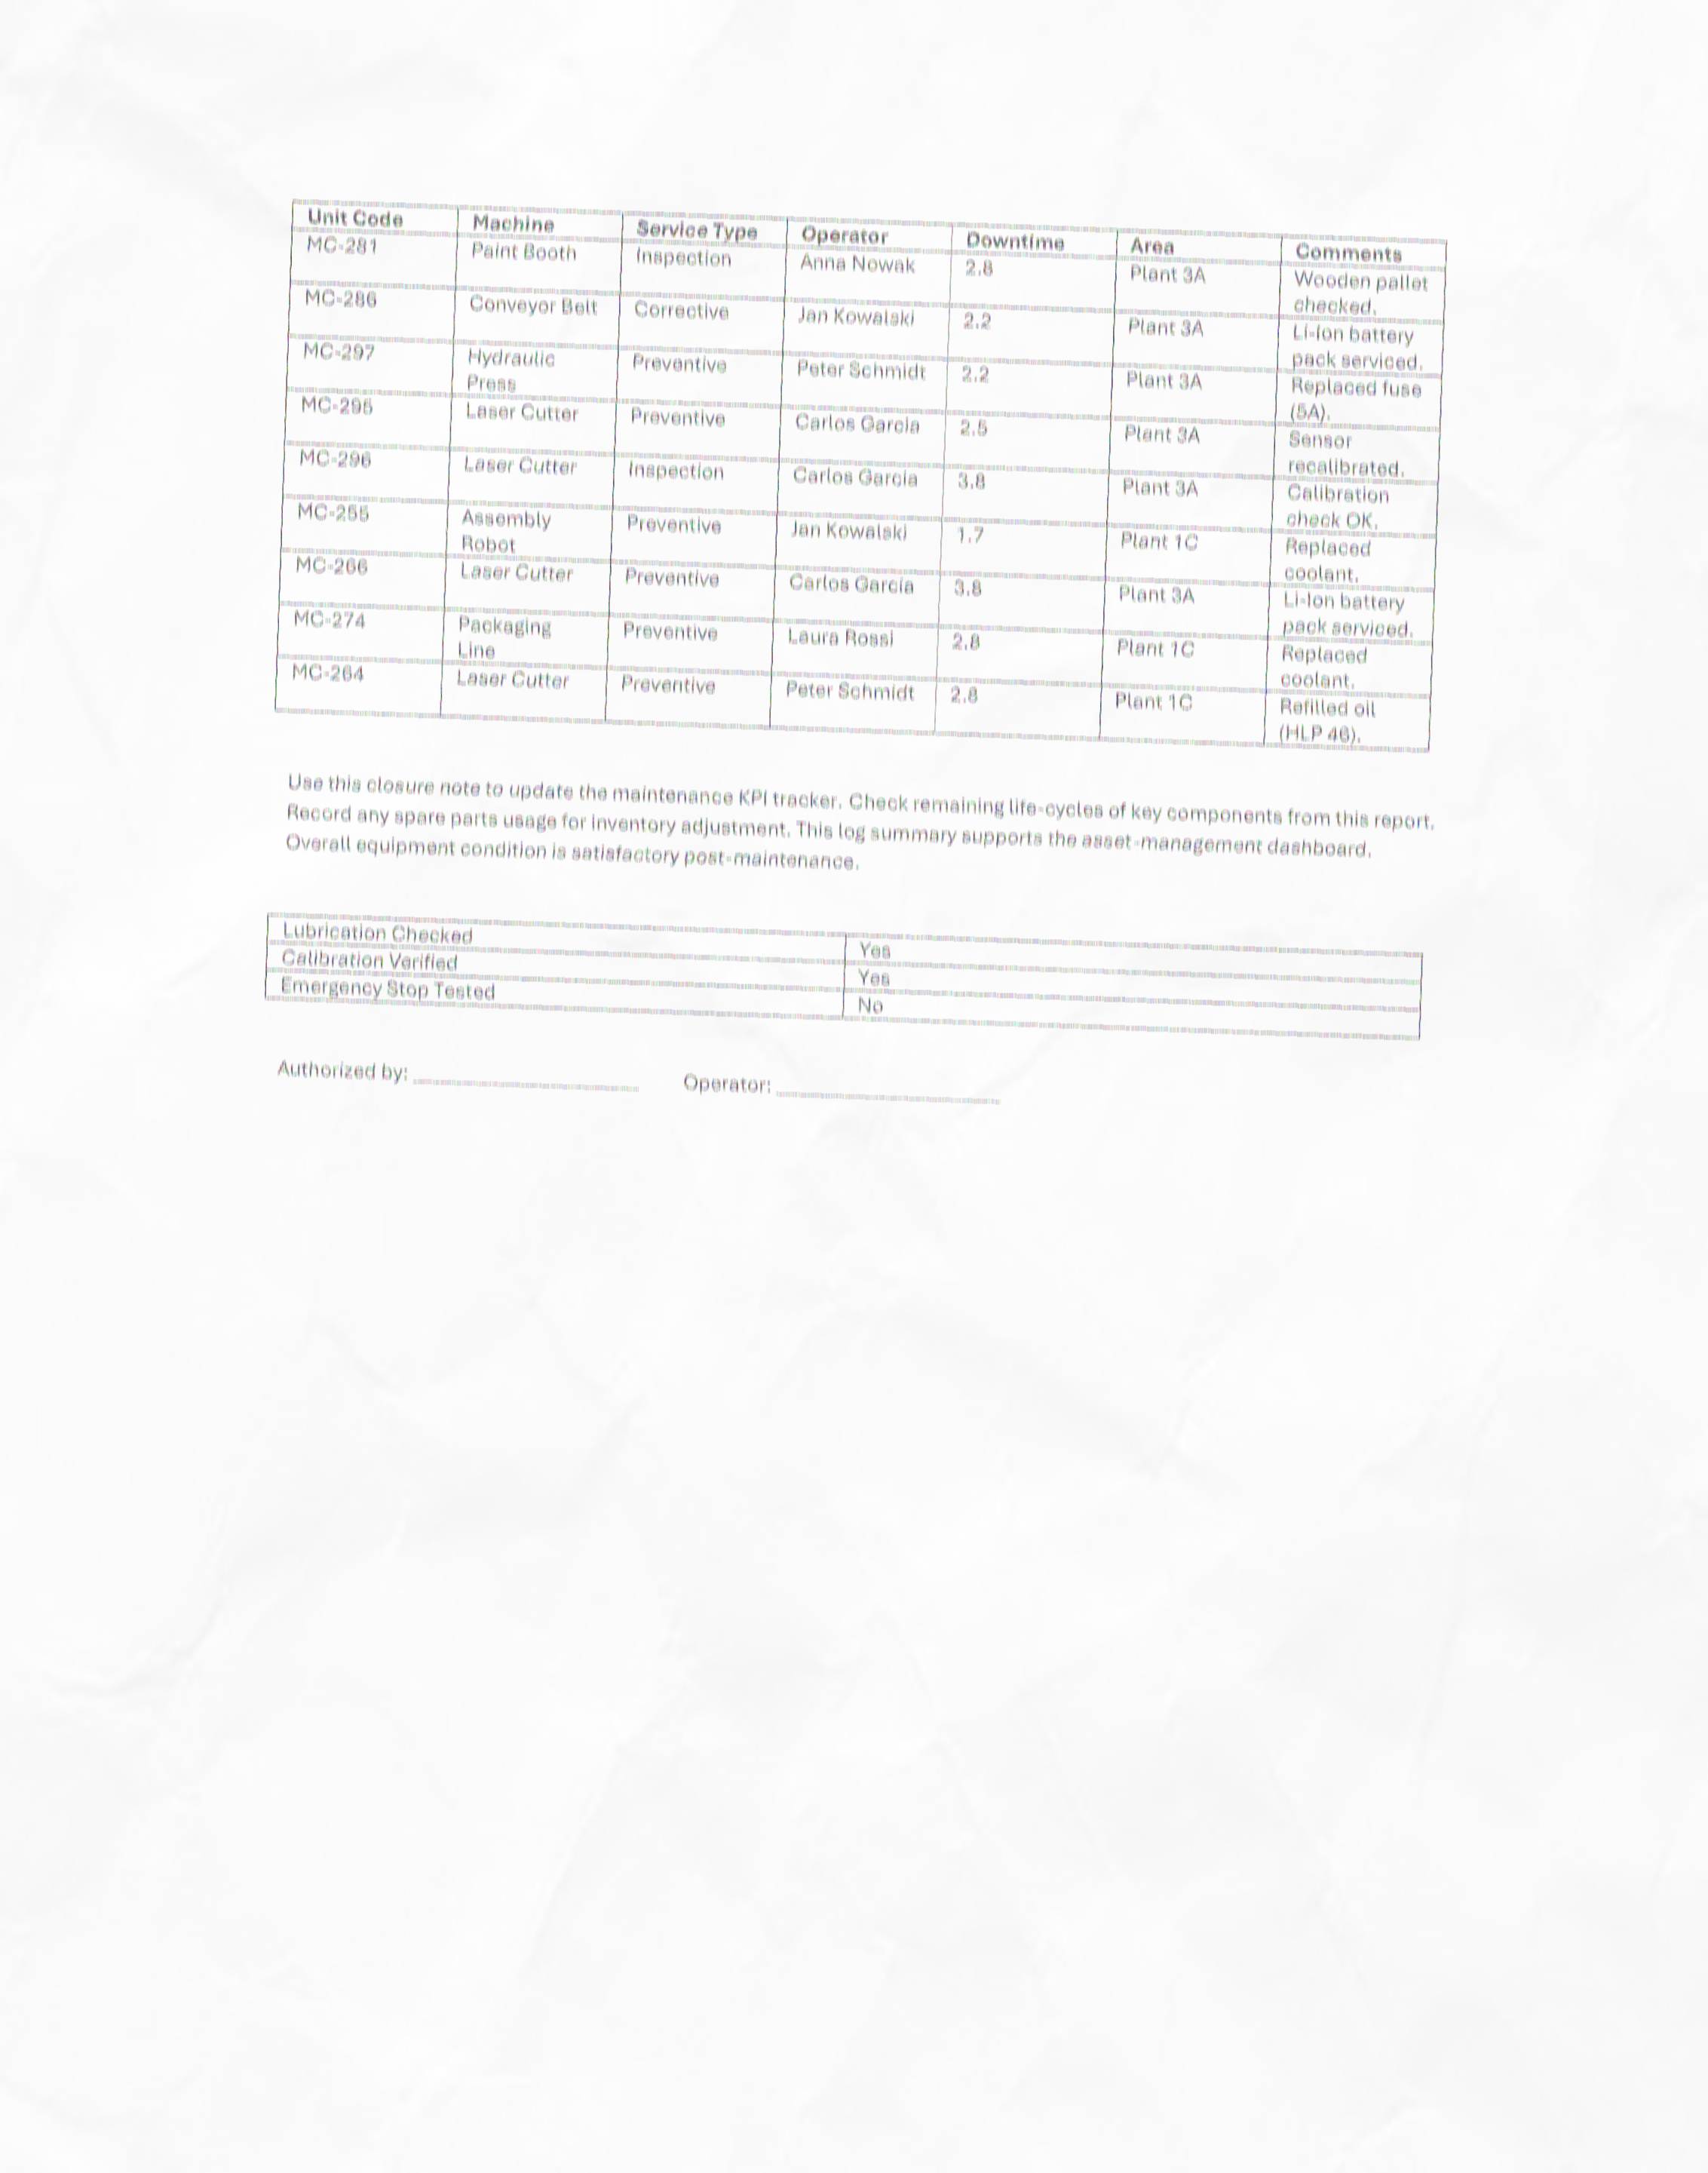 Unit Code Machine Service Type Operator Downtime Area Comments
MC-281 Paint Booth Inspection Anna Nowak 2.8 Plant 3A Wooden pallet checked.
MC-286 Conveyor Belt Corrective Jan Kowalski 2.2 Plant 3A Li-Ion battery pack serviced.
MC-297 Hydraulic Press Preventive Peter Schmidt 2.2 Plant 3A Replaced fuse (5A).
MC-295 Laser Cutter Preventive Carlos Garcia 2.5 Plant 3A Sensor recalibrated.
MC-296 Laser Cutter Inspection Carlos Garcia 3.8 Plant 3A Calibration check OK.
MC-255 Assembly Robot Preventive Jan Kowalski 1.7 Plant 1C Replaced coolant.
MC-266 Laser Cutter Preventive Carlos Garcia 3.8 Plant 3A Li-Ion battery pack serviced.
MC-274 Packaging Line Preventive Laura Rossi 2.8 Plant 1C Replaced coolant.
MC-264 Laser Cutter Preventive Peter Schmidt 2.8 Plant 1C Refilled oil (HLP 46).
Use this closure note to update the maintenance KPI tracker. Check remaining life-cycles of key components from this report.
Record any spare parts usage for inventory adjustment. This log summary supports the asset-management dashboard.
Overall equipment condition is satisfactory post-maintenance.
Lubrication Checked Yes
Calibration Verified Yes
Emergency Stop Tested No
Authorized by: Operator: